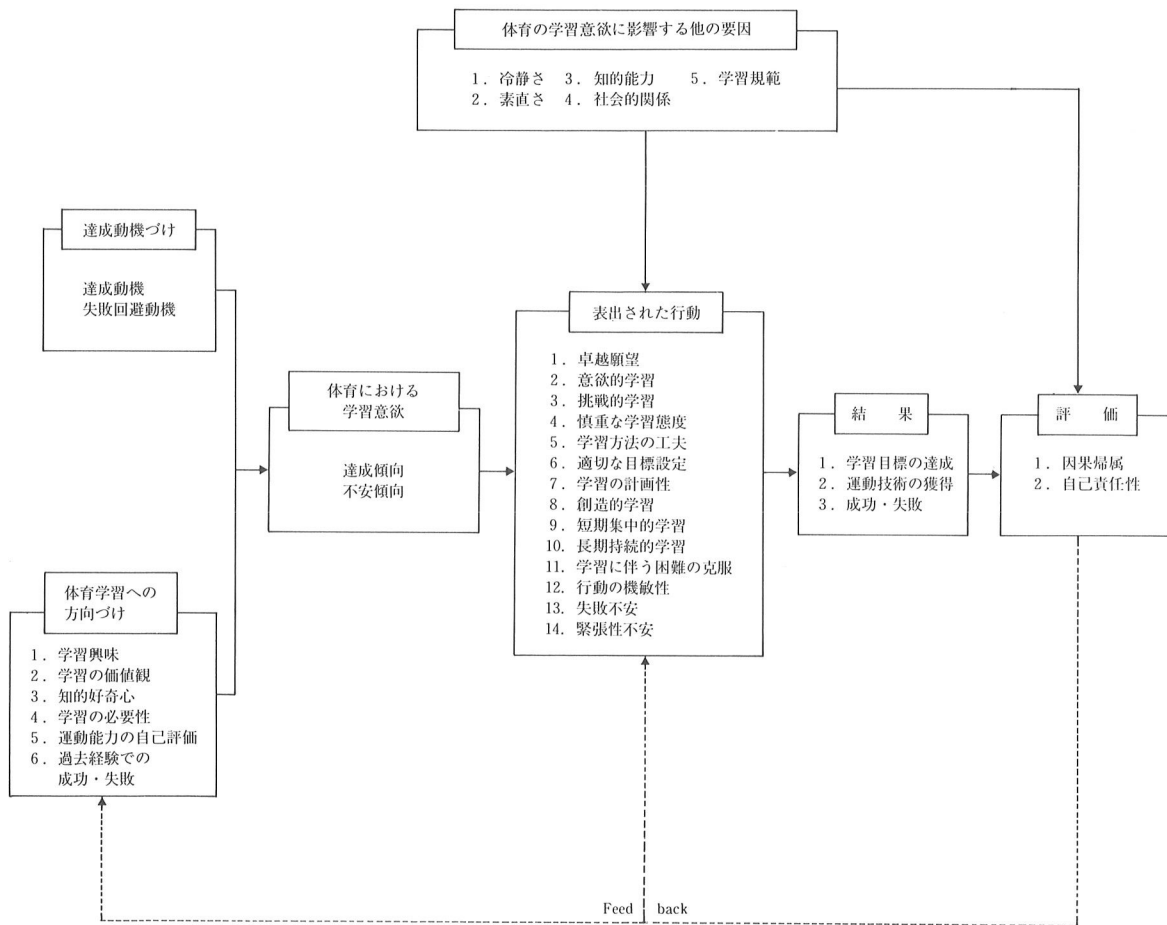 体育の学習意欲に影響する他の要因
1．冷静さ 3．知的能力 5．学習規範
2．素直さ 4．社会的関係
達成動機づけ
達成動機
失敗回避動機
体育学習への
方向づけ
1．学習興味
2．学習の価値観
3．知的好奇心
4．学習の必要性
5．運動能力の自己評価
6．過去経験での
成功・失敗
体育における
学習意欲
達成傾向
不安傾向
表出された行動
1．卓越願望
2．意欲的学習
3．挑戦的学習
4．慎重な学習態度
5．学習方法の工夫
6．適切な目標設定
7．学習の計画性
8．創造的学習
9．短期集中的学習
10．長期持続的学習
11．学習に伴う困難の克服
12．行動の機敏性
13．失敗不安
14．緊張性不安
結 果
1．学習目標の達成
2．運動技術の獲得
3．成功・失敗
評 価
1．因果帰属
2．自己責任性
Feed back